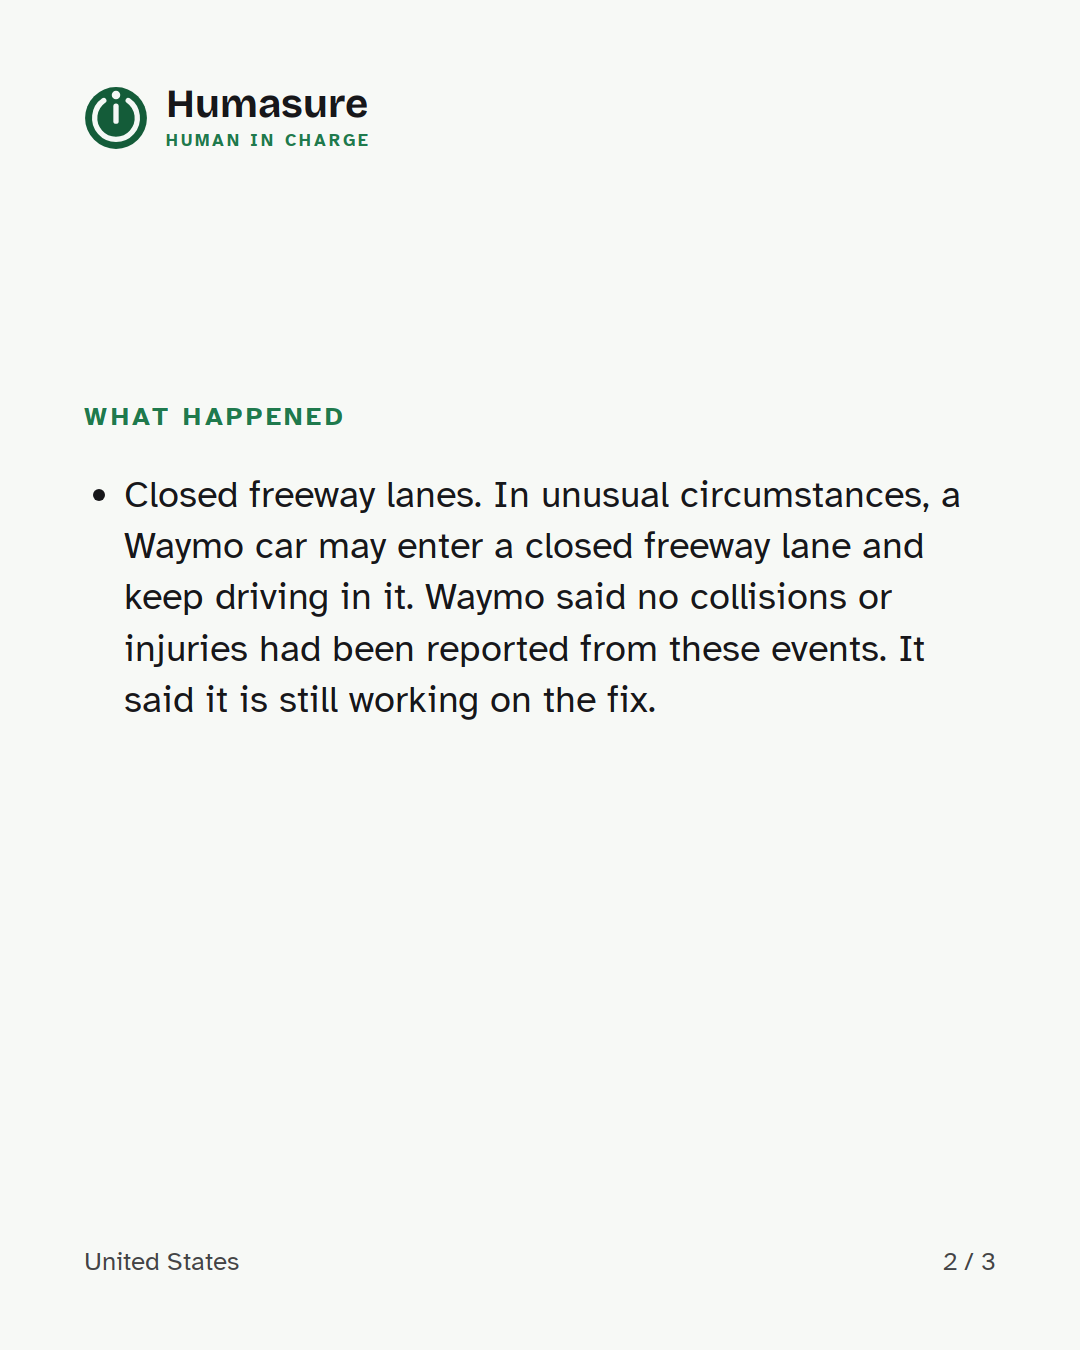 Humasure
HUMAN IN CHARGE
WHAT HAPPENED
• Closed freeway lanes. In unusual circumstances, a
Waymo car may enter a closed freeway lane and
keep driving in it. Waymo said no collisions or
injuries had been reported from these events. It
said it is still working on the fix.
United States
2 / 3